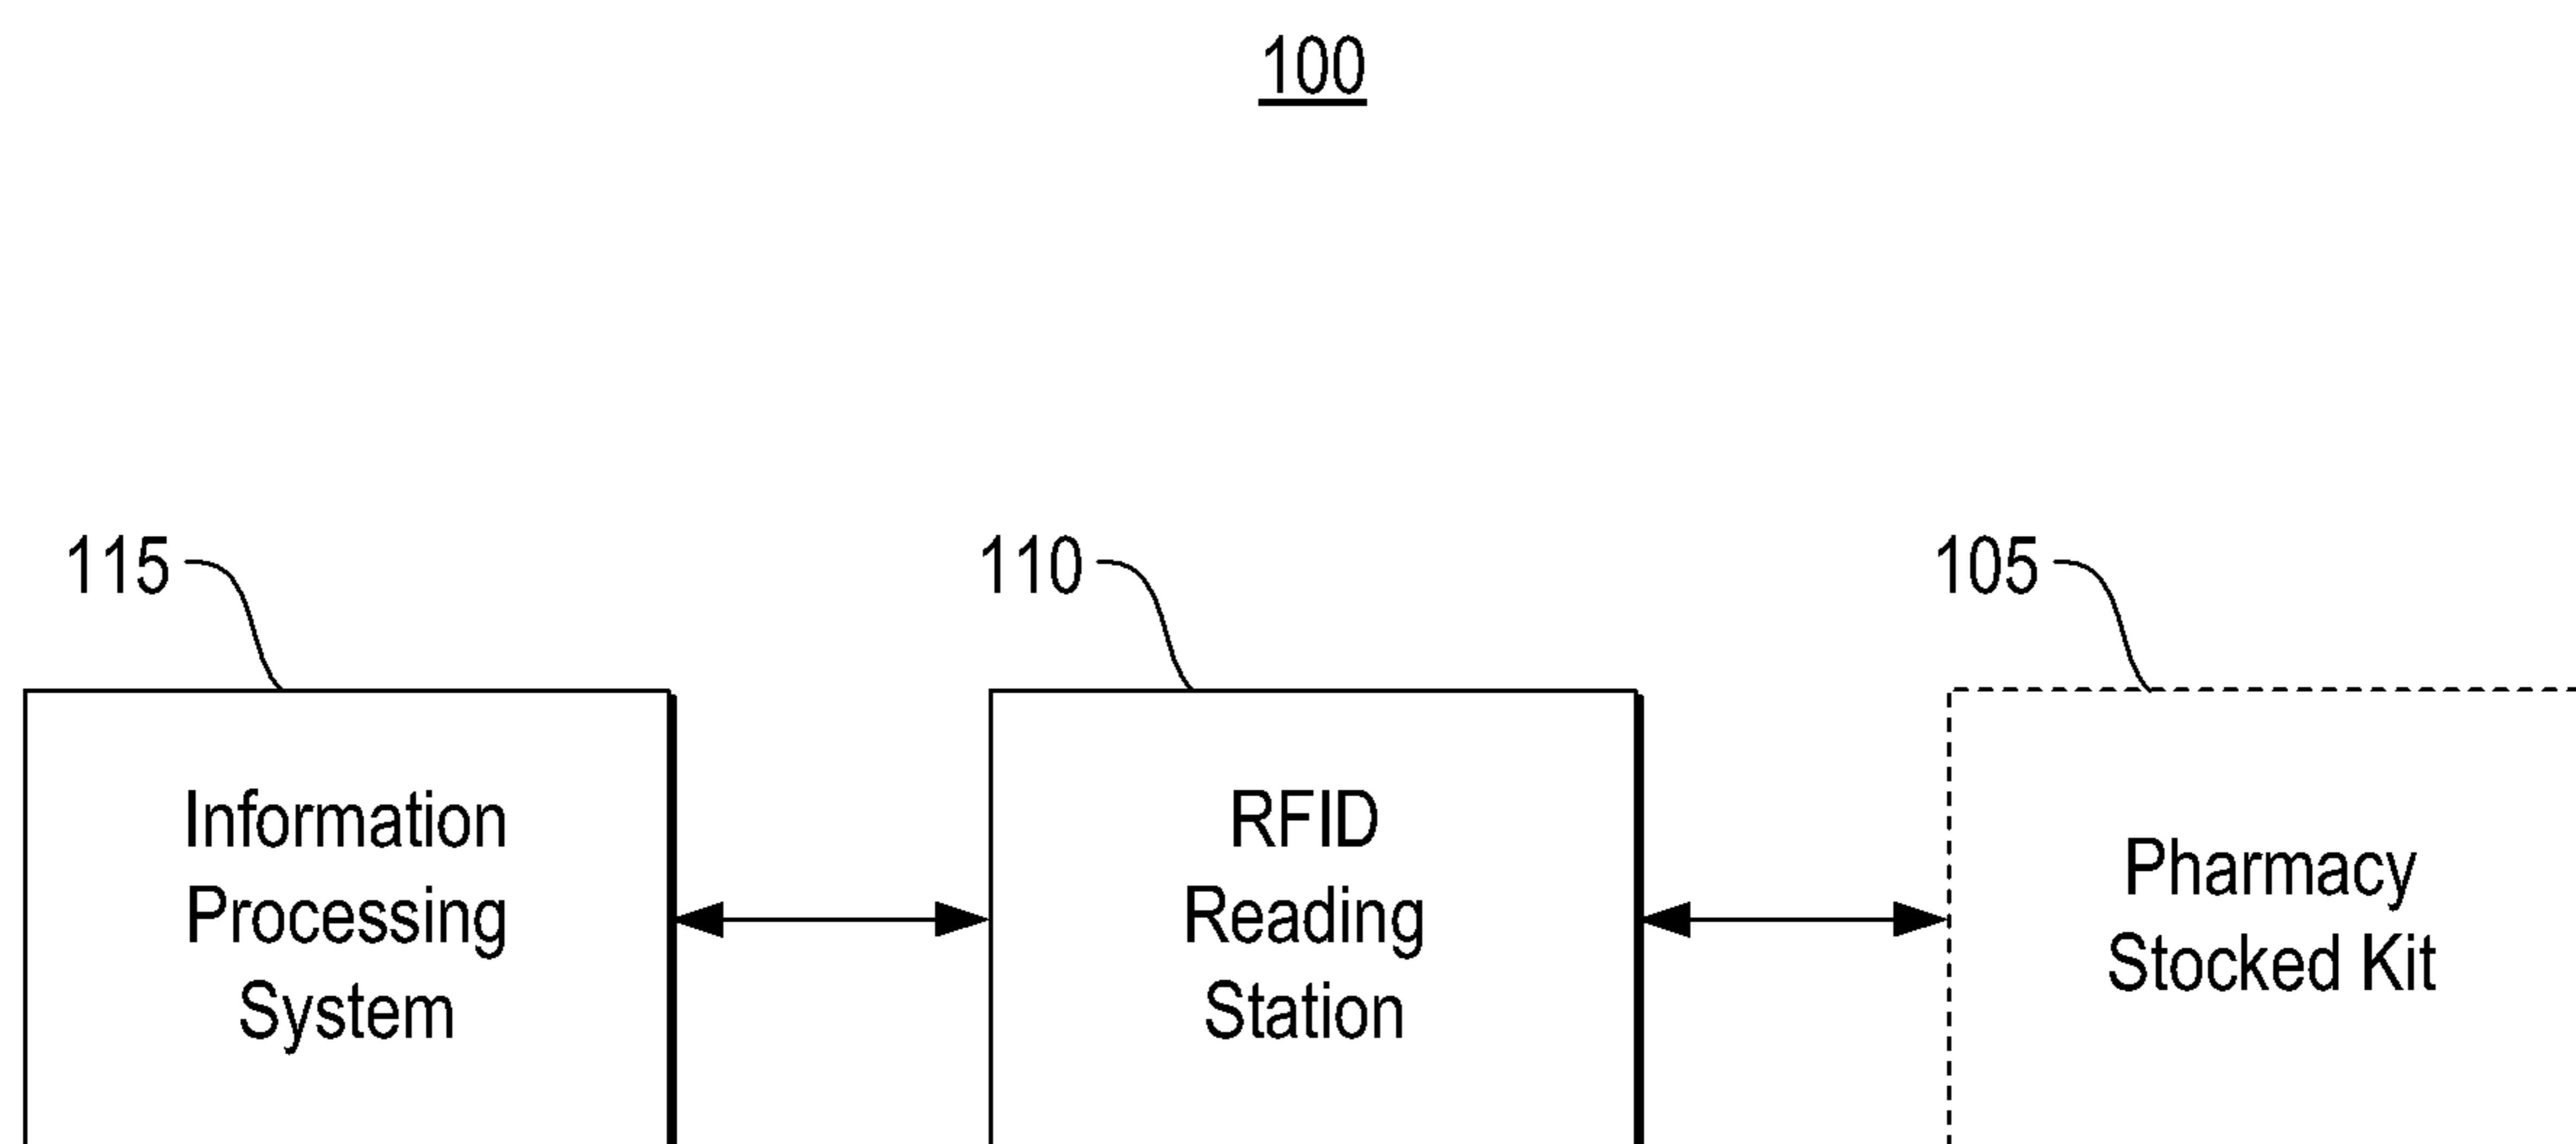 100
115
110
105
Information
Processing
System
RFID
Reading
Station
Pharmacy
Stocked Kit